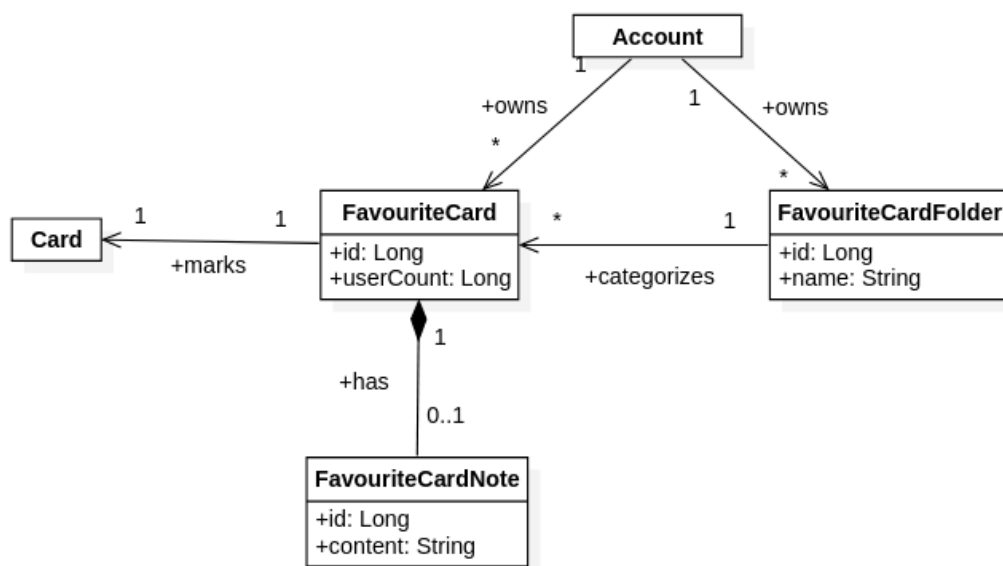 Account
1
1
+owns
+owns
*
*
FavouriteCard
+id: Long
+userCount: Long
FavouriteCardFolder
+id: Long
+name: String
Card
1
1
+marks
*
1
+categorizes
1
+has
0..1
FavouriteCardNote
+id: Long
+content: String